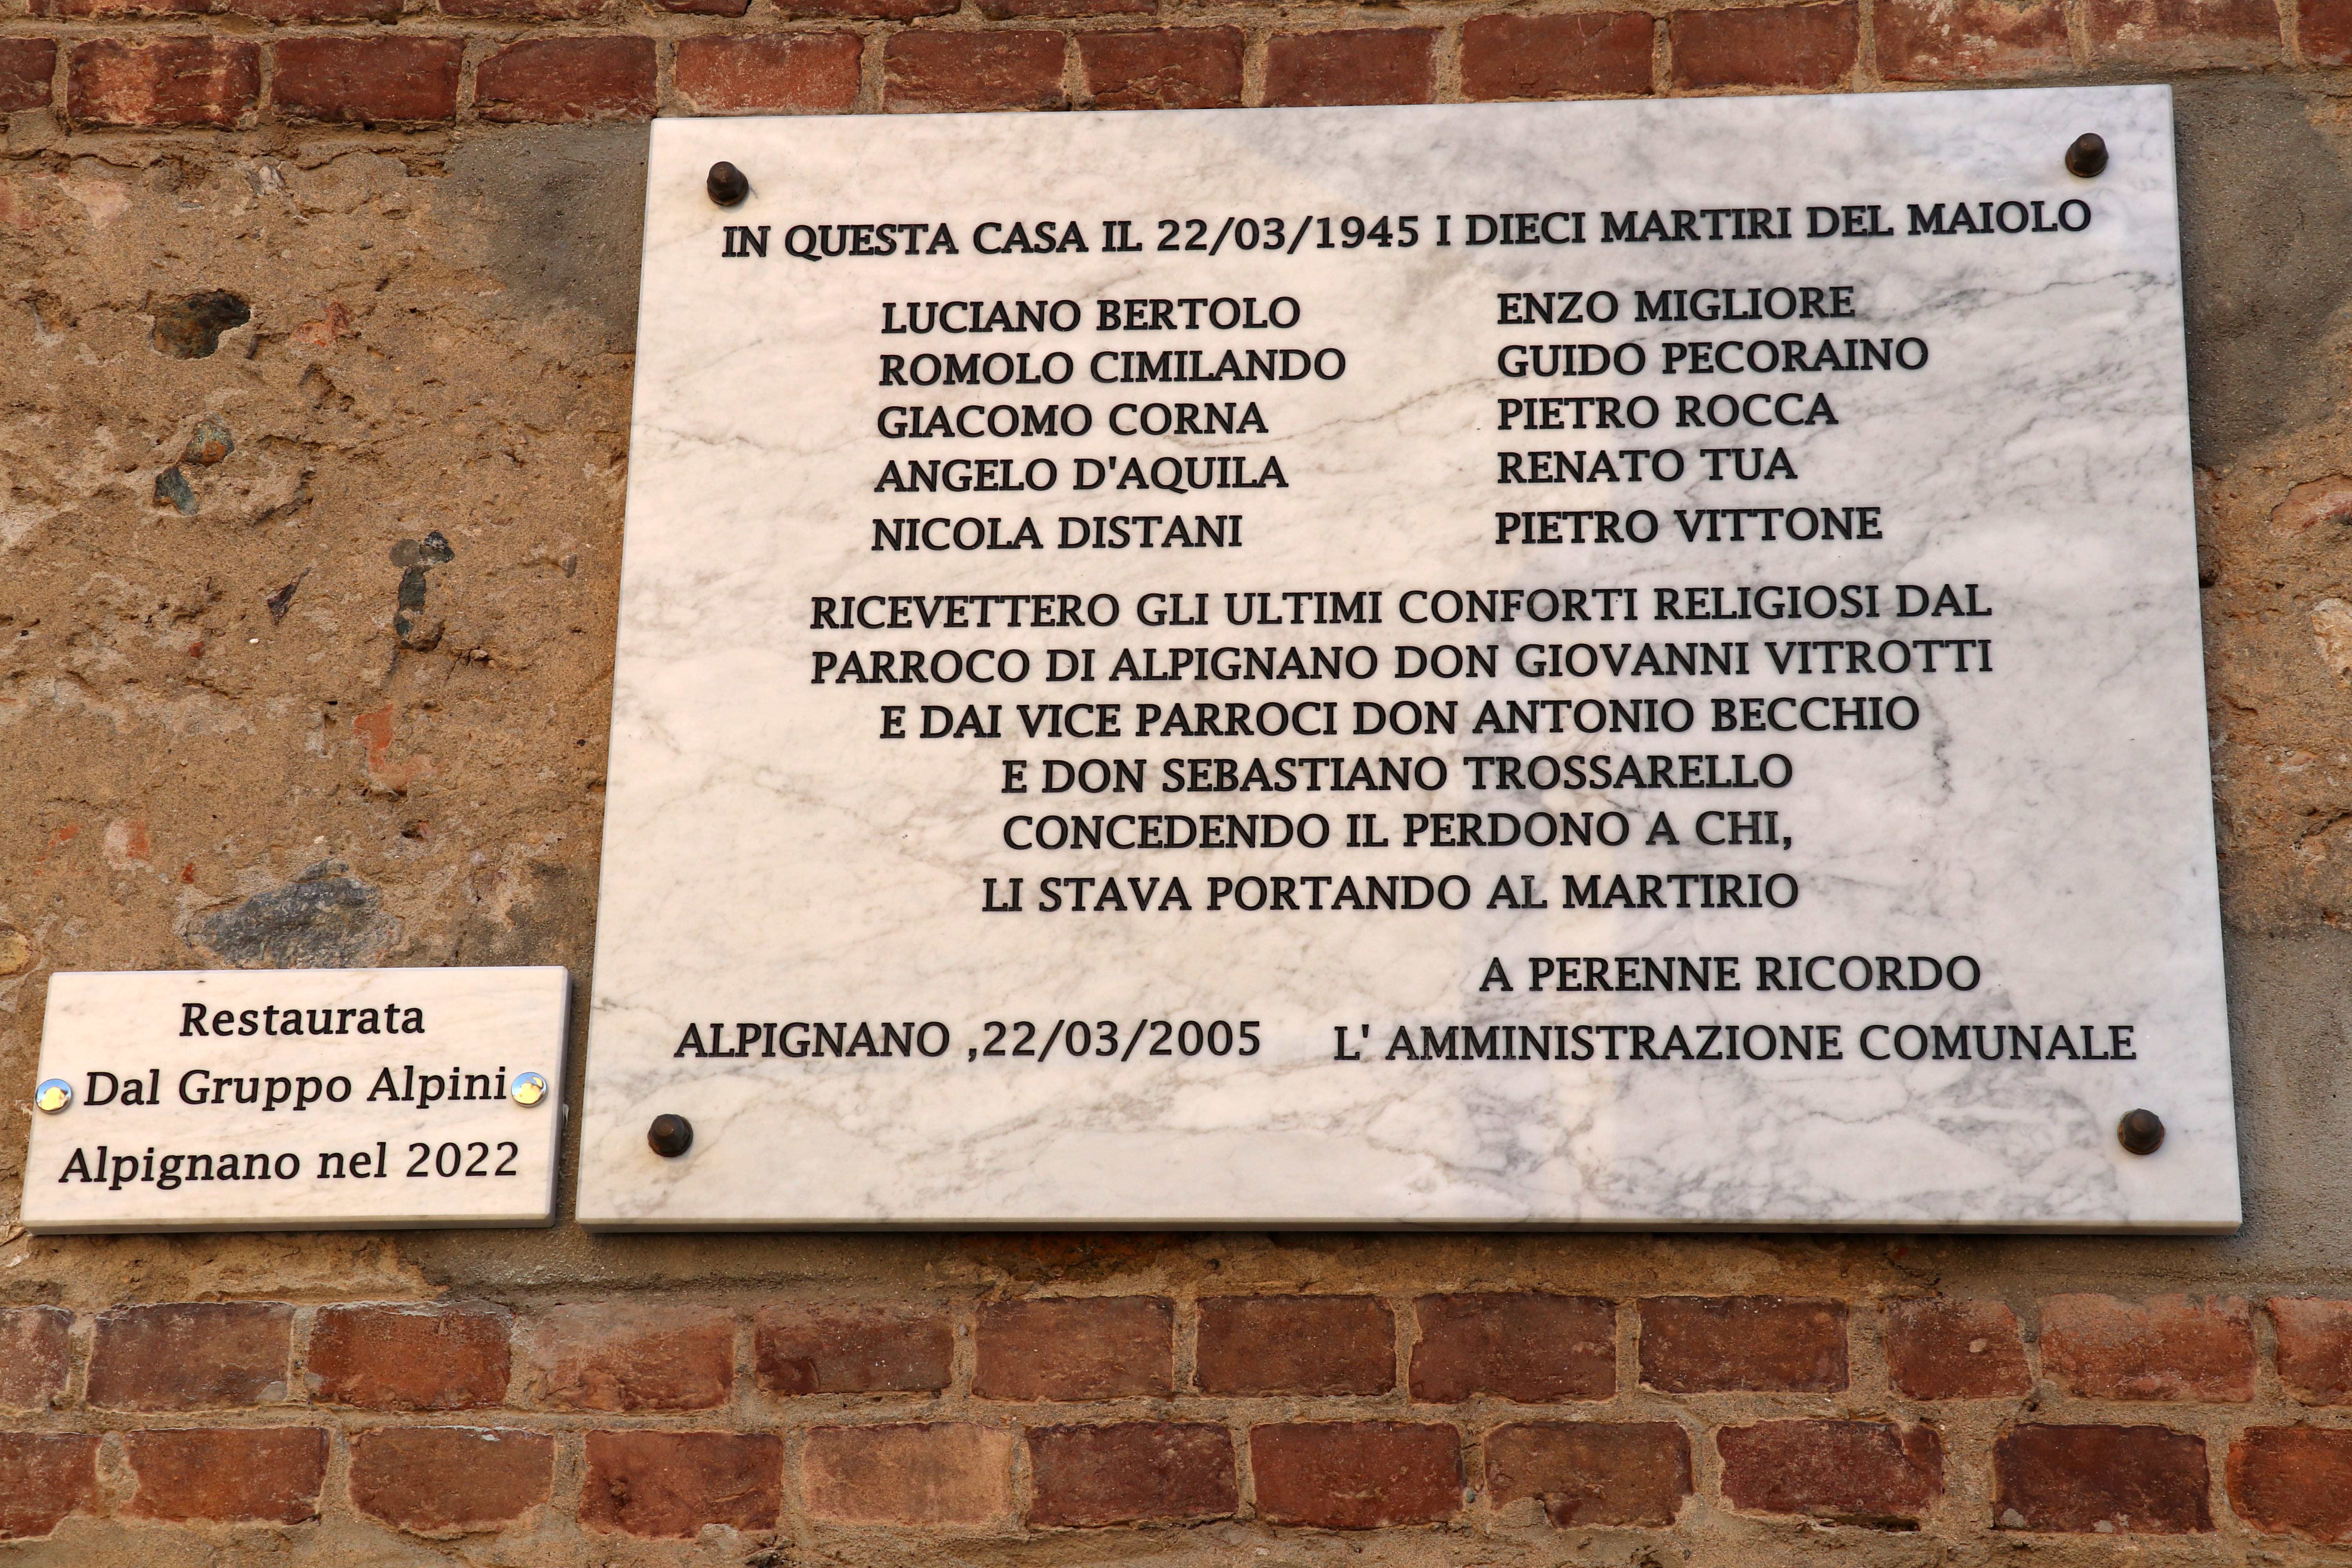 IN QUESTA CASA IL 22/03/1945 I DIECI MARTIRI DEL MAIOLO
LUCIANO BERTOLO
ROMOLO CIMILANDO
GIACOMO CORNA
ANGELO D'AQUILA
NICOLA DISTANI
ENZO MIGLIORE
GUIDO PECORAINO
PIETRO ROCCA
RENATO TUA
PIETRO VITTONE
RICEVETTERO GLI ULTIMI CONFORTI RELIGIOSI DAL
PARROCO DI ALPIGNANO DON GIOVANNI VITROTTI
E DAI VICE PARROCI DON ANTONIO BECCHIO
E DON SEBASTIANO TROSSARELLO
CONCEDENDO IL PERDONO A CHI,
LI STAVA PORTANDO AL MARTIRIO
A PERENNE RICORDO
ALPIGNANO ,22/03/2005 L' AMMINISTRAZIONE COMUNALE
Restaurata
Dal Gruppo Alpini
Alpignano nel 2022